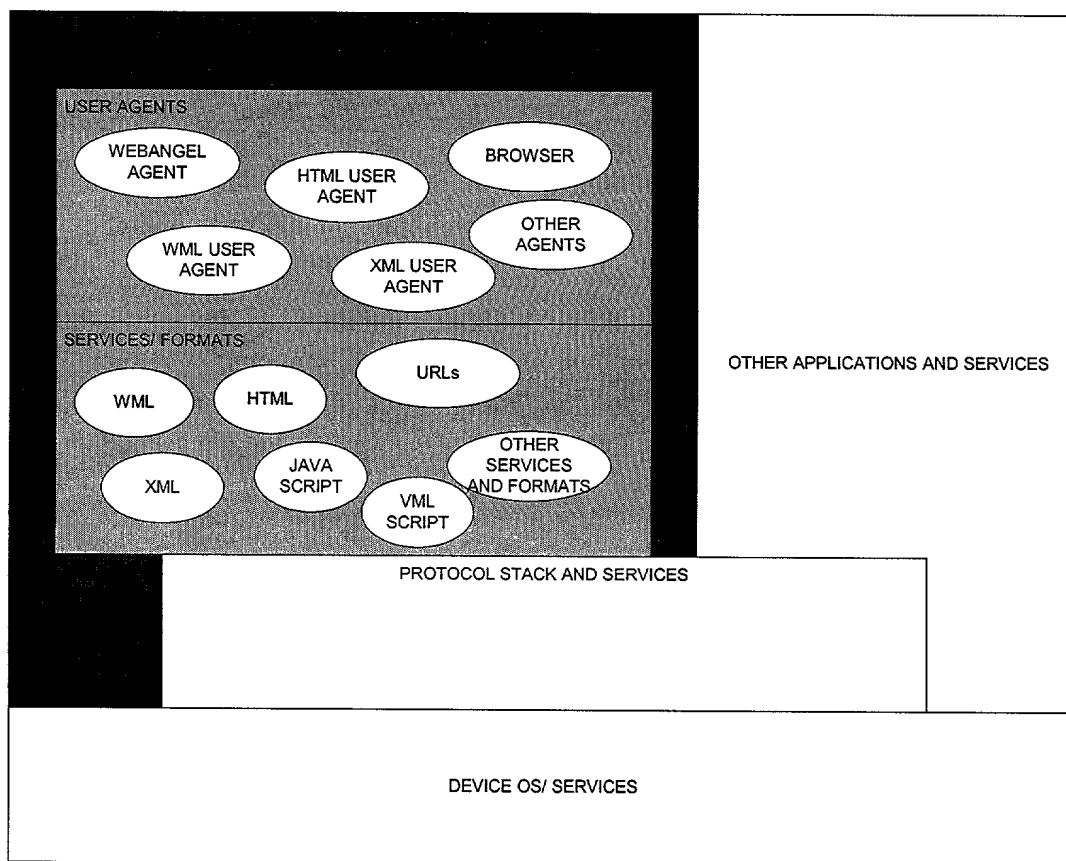 USER AGENTS
WEBANGEL
AGENT
HTML USER
AGENT
BROWSER
WML USER
AGENT
XML USER
AGENT
OTHER
AGENTS
SERVICES/ FORMATS
WML
HTML
URLs
XML
JAVA
SCRIPT
VML
SCRIPT
OTHER
SERVICES
AND FORMATS
OTHER APPLICATIONS AND SERVICES
PROTOCOL STACK AND SERVICES
DEVICE OS/ SERVICES